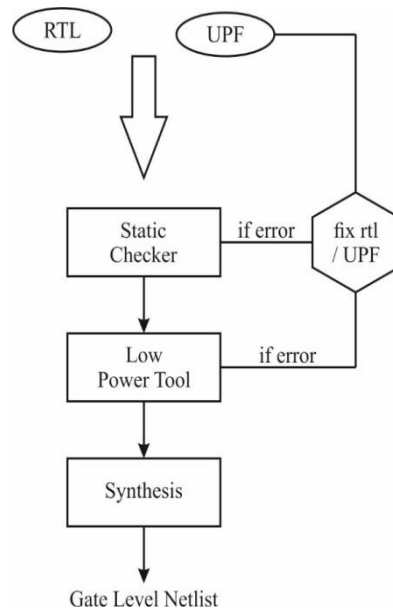 RTL
UPF
Static
Checker
if error
fix rtl
/ UPF
Low
Power Tool
if error
Synthesis
Gate Level Netlist